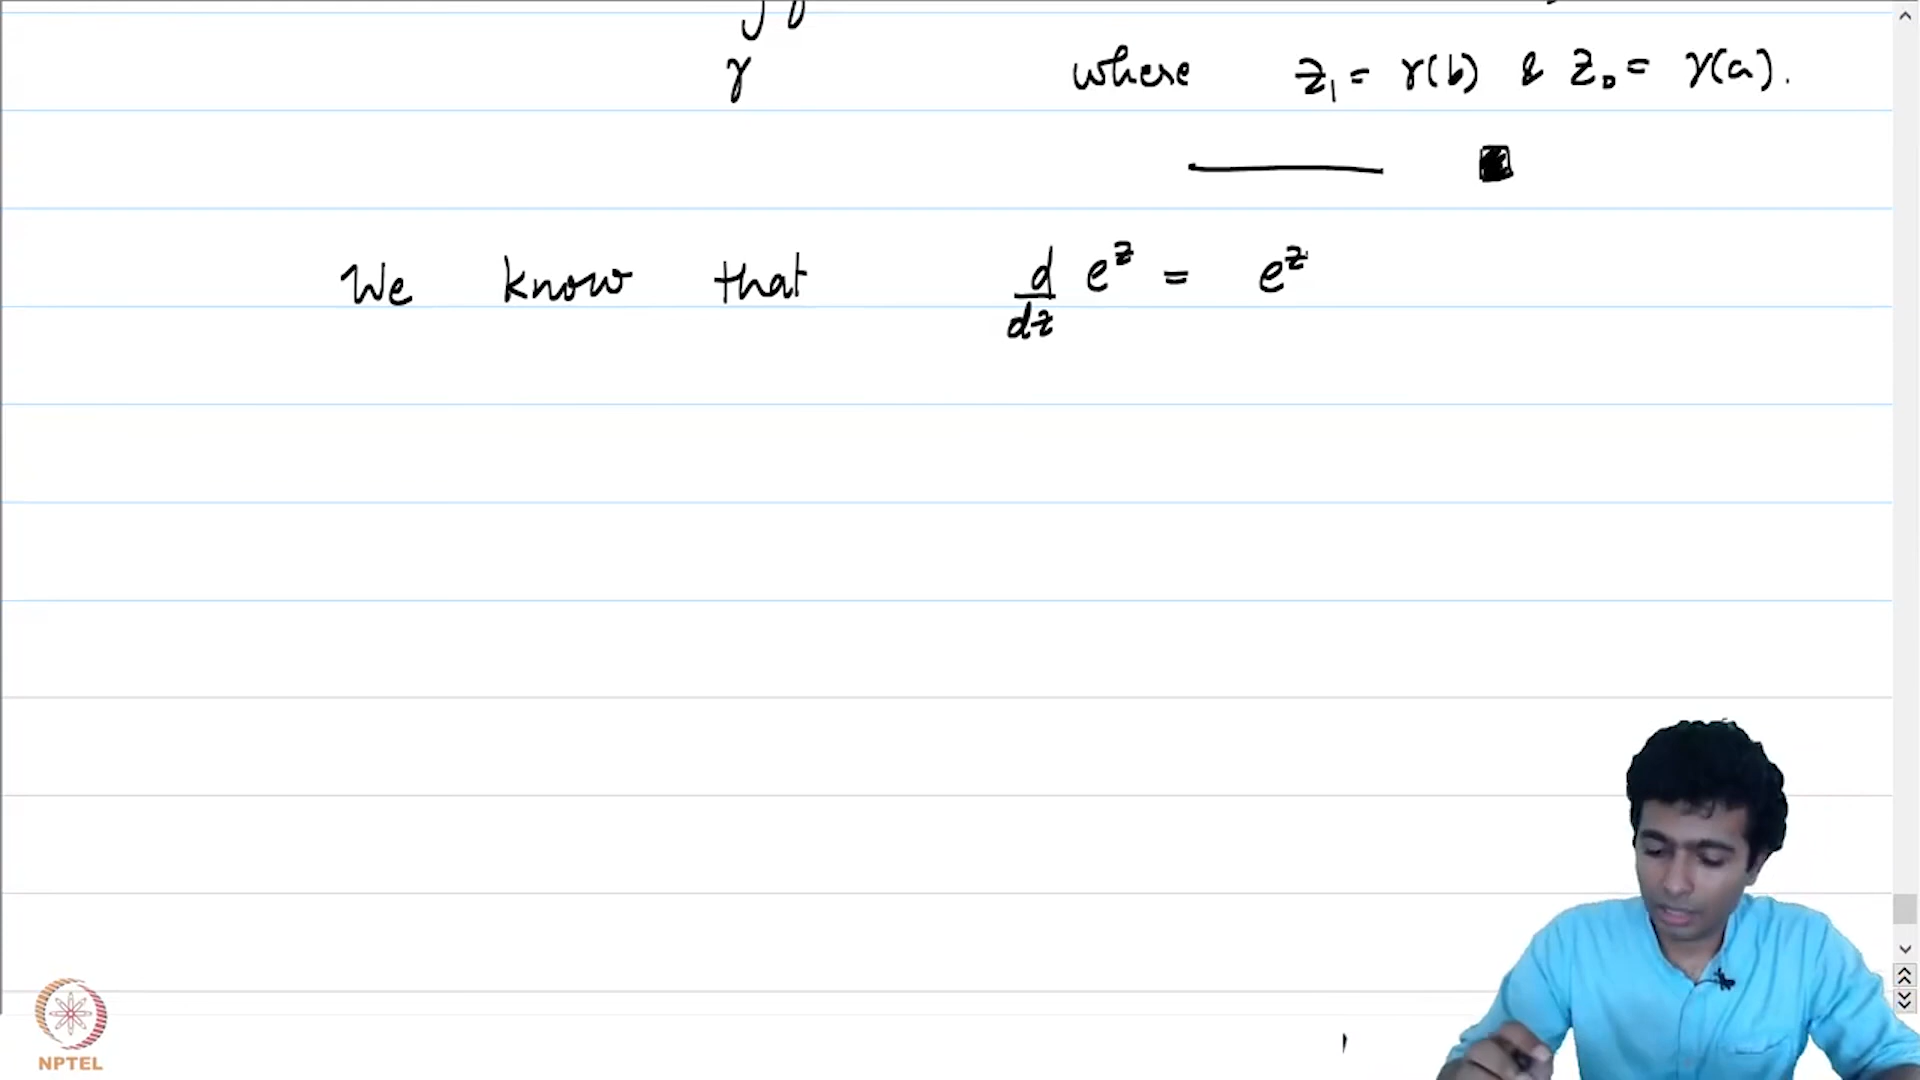 γ where z₁ = γ(b) & z₀ = γ(a).
We know that d/dz e^z = e^z
NPTEL